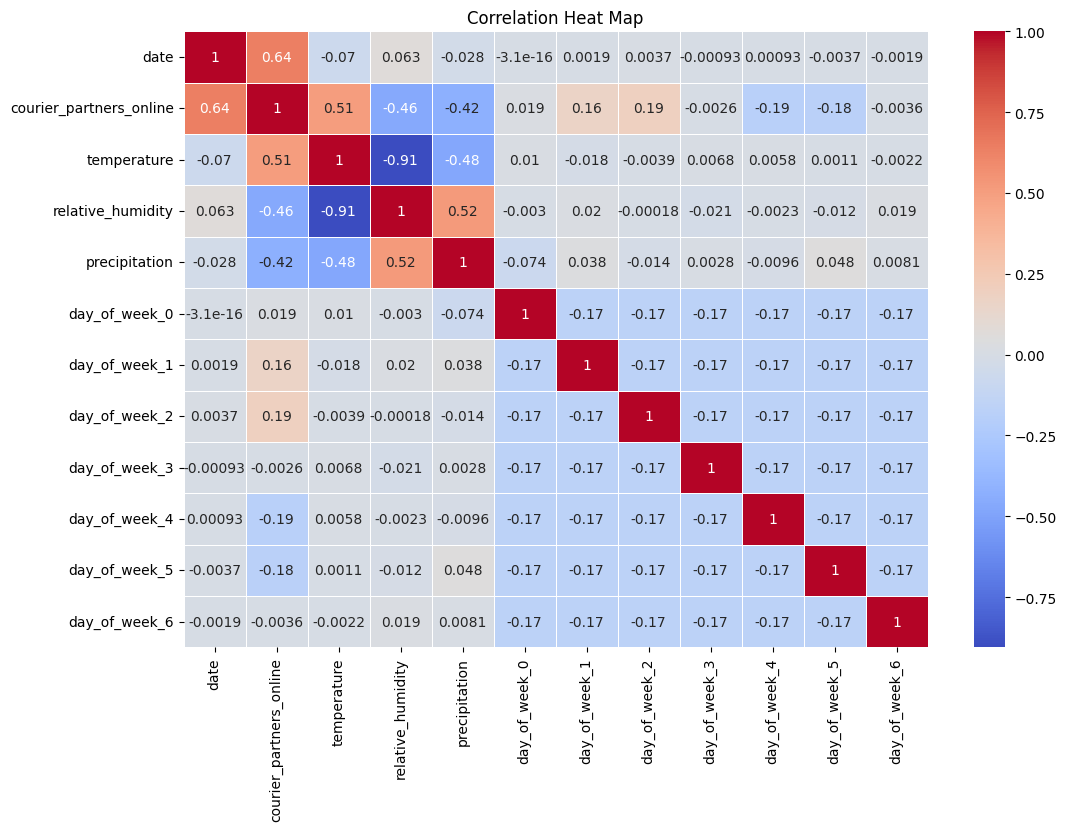 Correlation Heat Map
date 1 0.64 -0.07 0.063 -0.028 -3.1e-16 0.0019 0.0037 -0.00093 0.00093 -0.0037 -0.0019
courier_partners_online 0.64 1 0.51 -0.46 -0.42 0.019 0.16 0.19 -0.0026 -0.19 -0.18 -0.0036
temperature -0.07 0.51 1 -0.91 -0.48 0.01 -0.018 -0.0039 0.0068 0.0058 0.0011 -0.0022
relative_humidity 0.063 -0.46 -0.91 1 0.52 -0.003 0.02 -0.00018 -0.021 -0.0023 -0.012 0.019
precipitation -0.028 -0.42 -0.48 0.52 1 -0.074 0.038 -0.014 0.0028 -0.0096 0.048 0.0081
day_of_week_0 -3.1e-16 0.019 0.01 -0.003 -0.074 1 -0.17 -0.17 -0.17 -0.17 -0.17 -0.17
day_of_week_1 0.0019 0.16 -0.018 0.02 0.038 -0.17 1 -0.17 -0.17 -0.17 -0.17 -0.17
day_of_week_2 0.0037 0.19 -0.0039 -0.00018 -0.014 -0.17 -0.17 1 -0.17 -0.17 -0.17 -0.17
day_of_week_3 -0.00093 -0.0026 0.0068 -0.021 0.0028 -0.17 -0.17 -0.17 1 -0.17 -0.17 -0.17
day_of_week_4 0.00093 -0.19 0.0058 -0.0023 -0.0096 -0.17 -0.17 -0.17 -0.17 1 -0.17 -0.17
day_of_week_5 -0.0037 -0.18 0.0011 -0.012 0.048 -0.17 -0.17 -0.17 -0.17 -0.17 1 -0.17
day_of_week_6 -0.0019 -0.0036 -0.0022 0.019 0.0081 -0.17 -0.17 -0.17 -0.17 -0.17 -0.17 1
date
courier_partners_online
temperature
relative_humidity
precipitation
day_of_week_0
day_of_week_1
day_of_week_2
day_of_week_3
day_of_week_4
day_of_week_5
day_of_week_6
1.00
0.75
0.50
0.25
0.00
−0.25
−0.50
−0.75